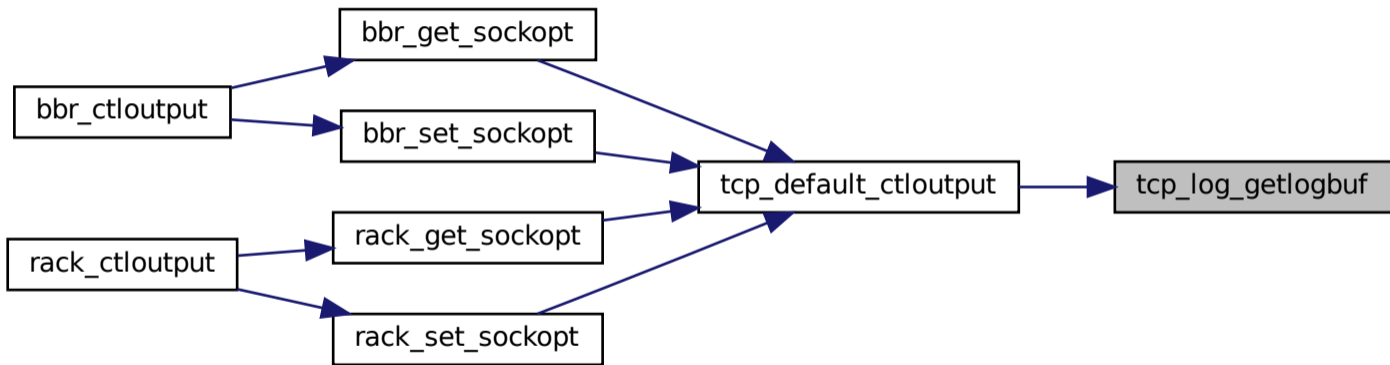 bbr_get_sockopt
bbr_ctloutput
bbr_set_sockopt
tcp_default_ctloutput
tcp_log_getlogbuf
rack_get_sockopt
rack_ctloutput
rack_set_sockopt